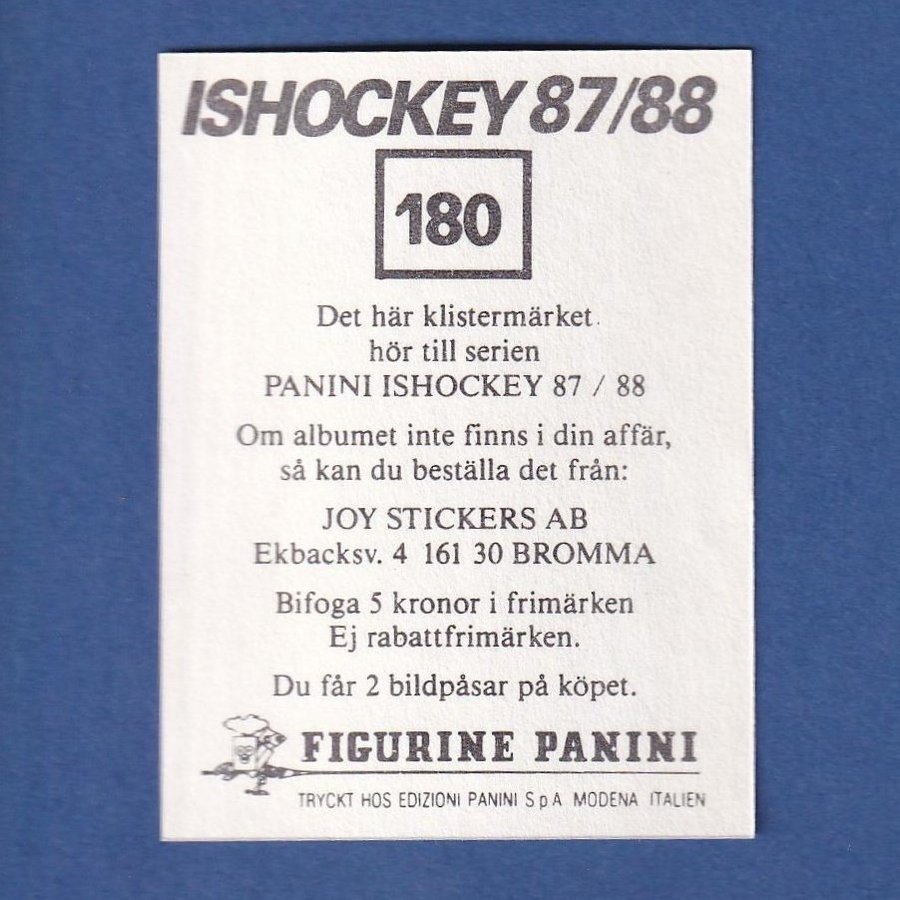 ISHOCKEY 87/88
180
Det här klistermärket
hör till serien
PANINI ISHOCKEY 87 / 88
Om albumet inte finns i din affär,
så kan du beställa det från:
JOY STICKERS AB
Ekbacksv. 4 161 30 BROMMA
Bifoga 5 kronor i frimärken
Ej rabattfrimärken.
Du får 2 bildpåsar på köpet.
FIGURINE PANINI
TRYCKT HOS EDIZIONI PANINI S p A MODENA ITALIEN